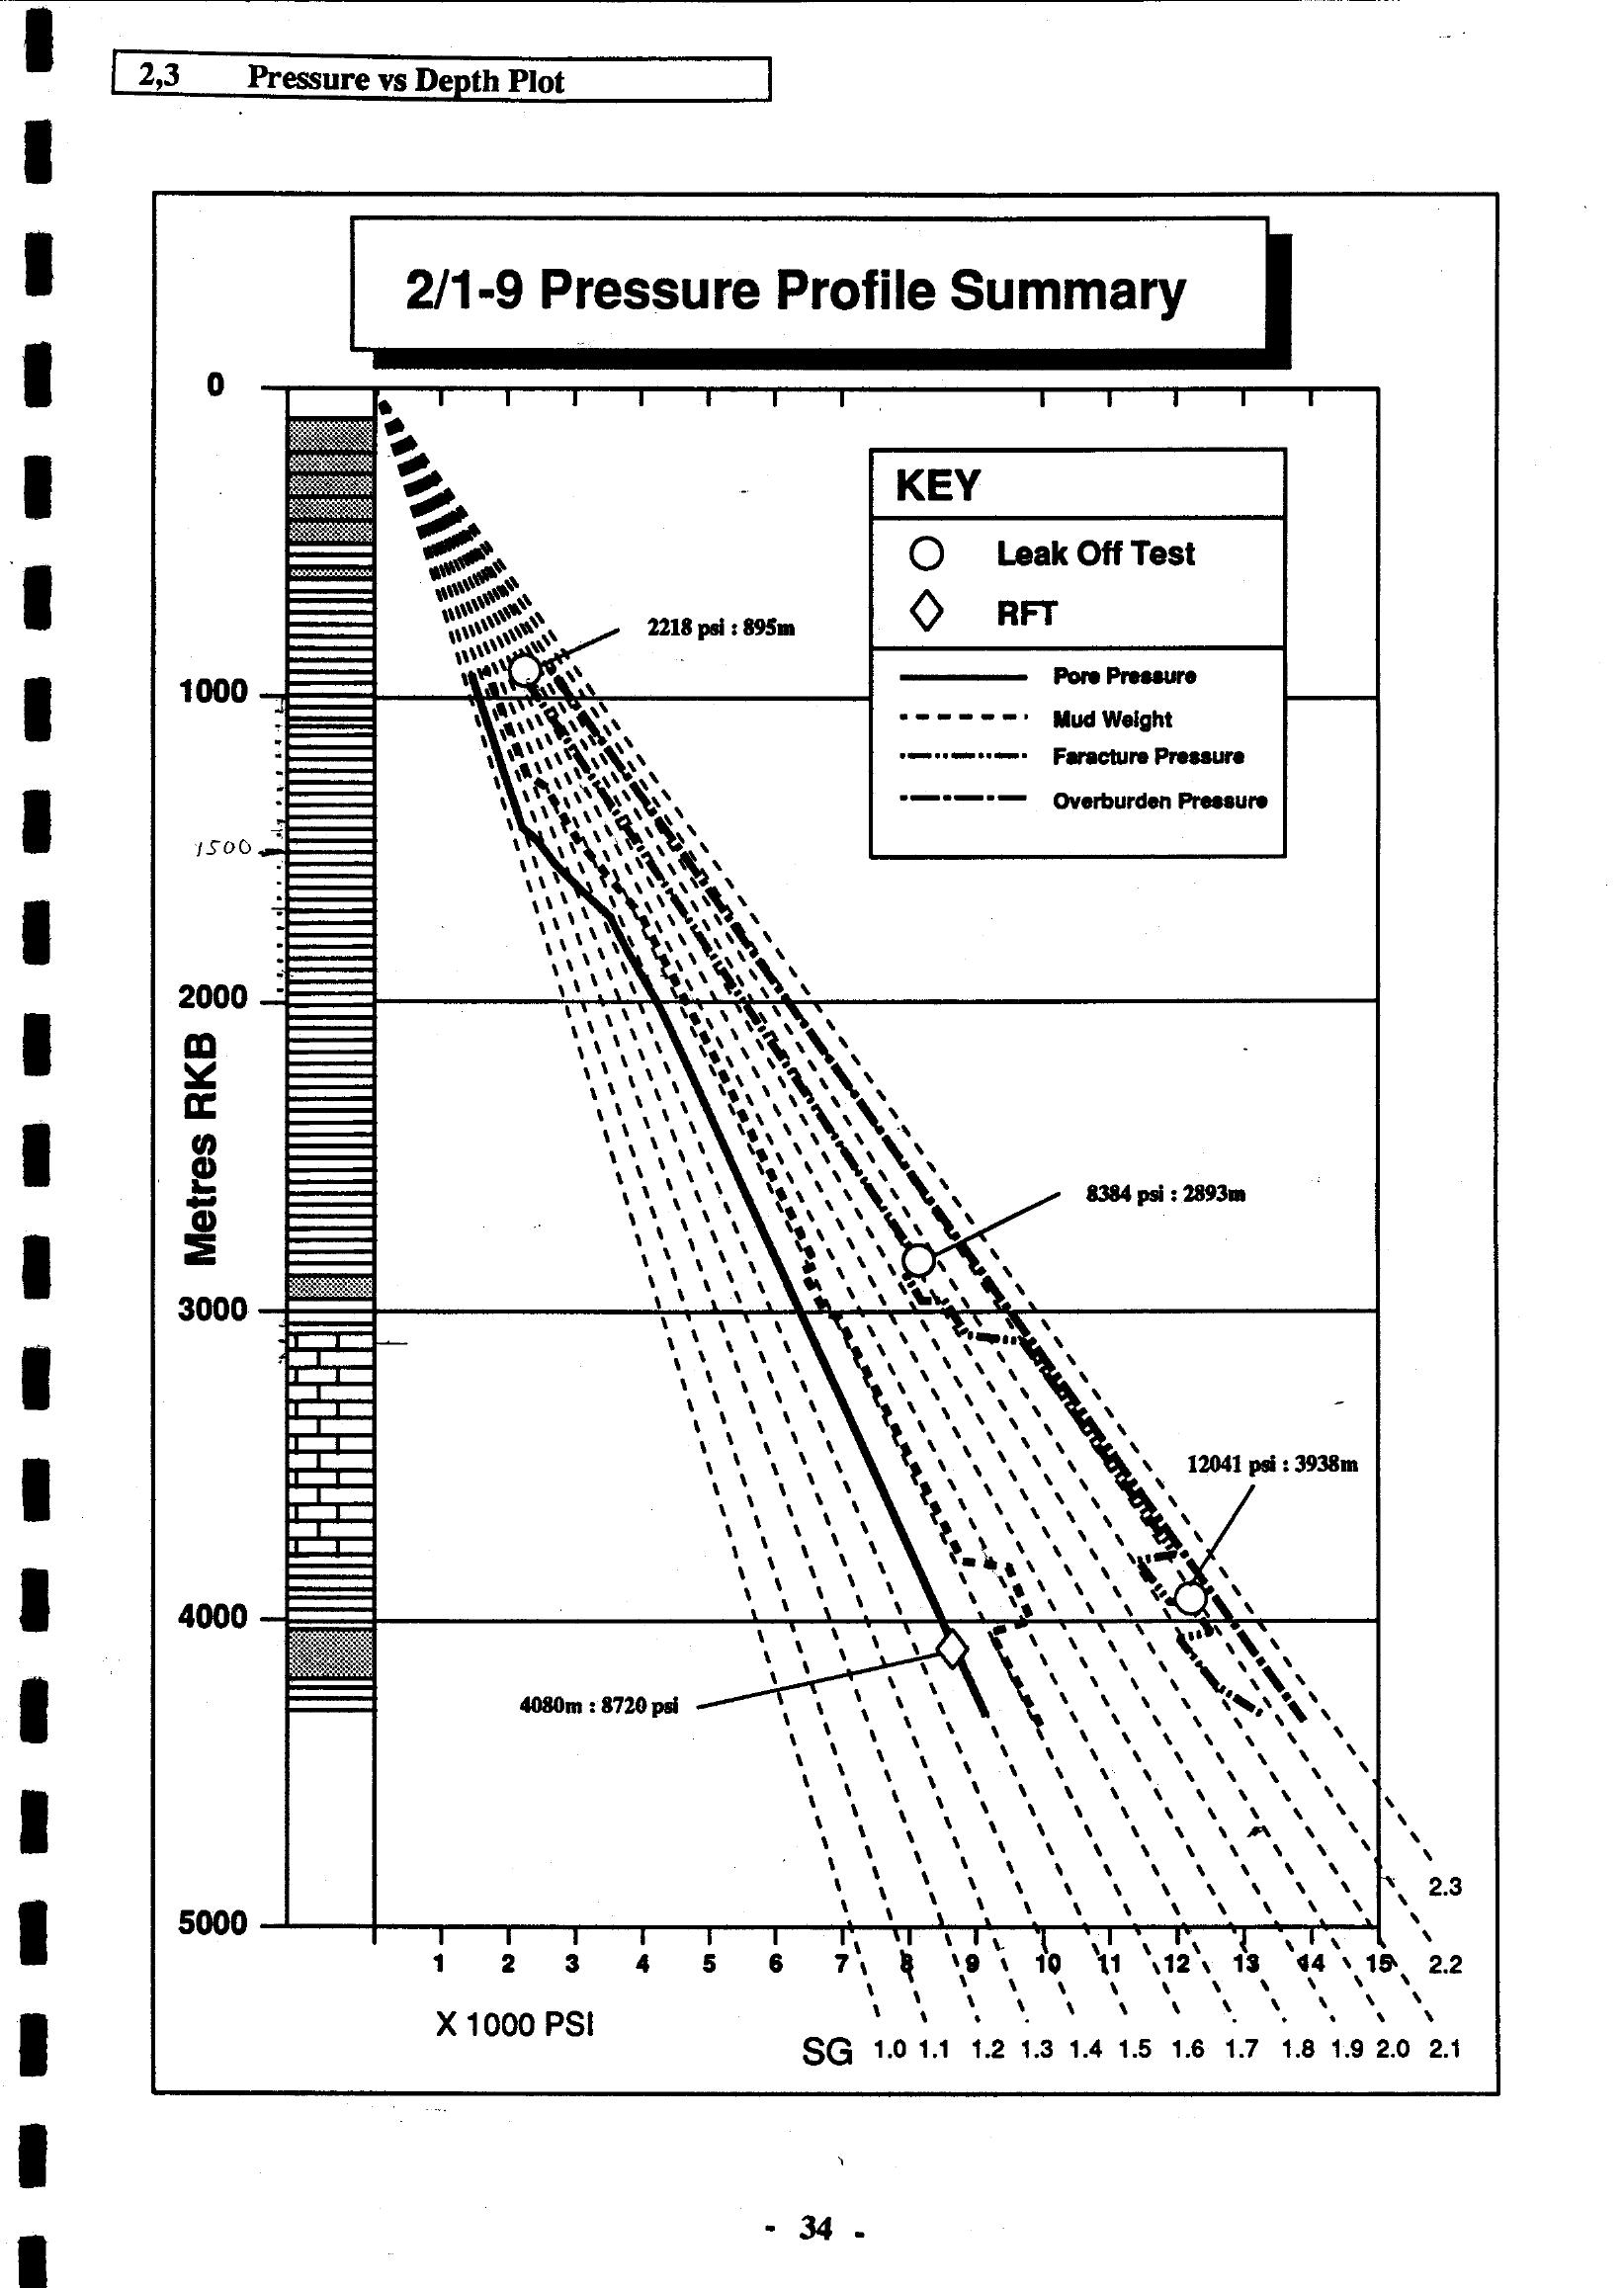 2,3 Pressure vs Depth Plot
2/1-9 Pressure Profile Summary
0
KEY
Leak Off Test
RFT
2218 psi : 895m
Pore Pressure
1000
Mud Weight
Faracture Pressure
Overburden Pressure
1500
2000
Metres RKB
8384 psi : 2893m
3000
12041 psi : 3938m
4000
4080m : 8720 psi
2.3
5000
1 2 3 4 5 6 7 8 9 10 11 12 13 14 15 2.2
X 1000 PSI
SG 1.0 1.1 1.2 1.3 1.4 1.5 1.6 1.7 1.8 1.9 2.0 2.1
- 34 -